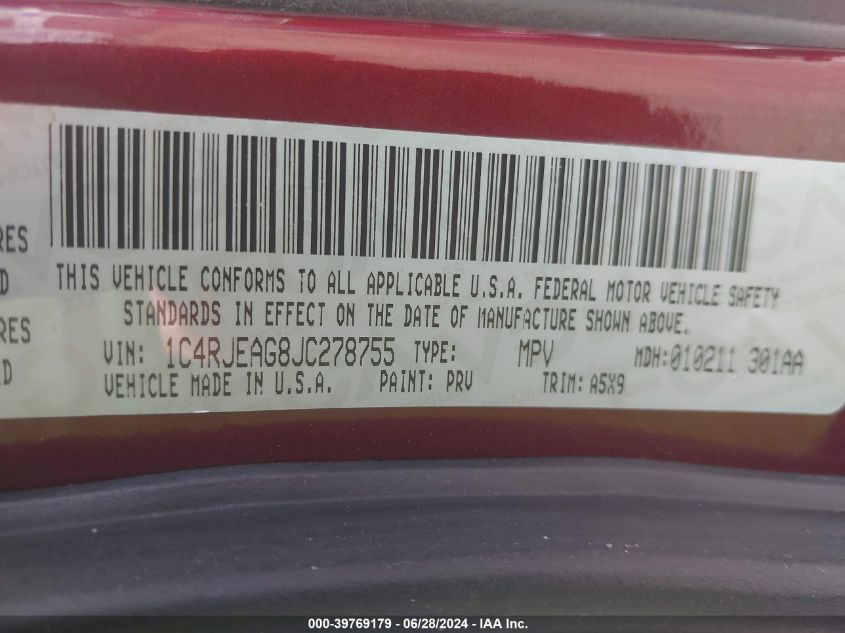 RES
D
RES
D
THIS VEHICLE CONFORMS TO ALL APPLICABLE U.S.A. FEDERAL MOTOR VEHICLE SAFETY
STANDARDS IN EFFECT ON THE DATE OF MANUFACTURE SHOWN ABOVE.
VIN: 1C4RJEAG8JC278755 TYPE: MPV MDH:010211 301AA
VEHICLE MADE IN U.S.A. PAINT: PRV TRIM: A5X9
000-39769179 - 06/28/2024 - IAA Inc.